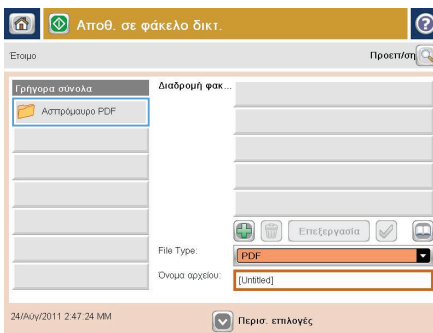 Αποθ. σε φάκελο δικτ.
Έτοιμο
Προεπ/ση
Γρήγορα σύνολα
Διαδρομή φακ...
Ασπρόμαυρο PDF
Επεξεργασία
File Type:
PDF
Όνομα αρχείου:
[Untitled]
24/Αύγ/2011 2:47:24 MM
Περισ. επιλογές